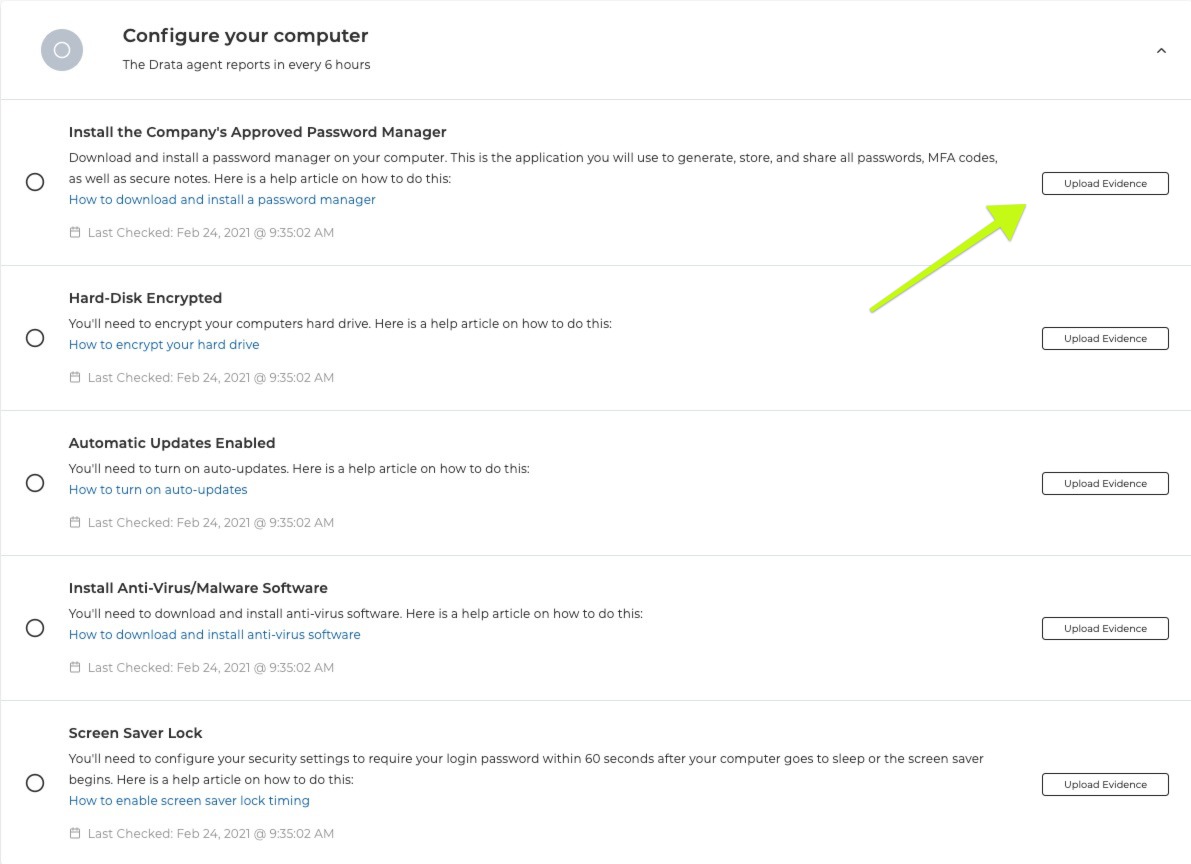 Configure your computer
The Drata agent reports in every 6 hours
Install the Company's Approved Password Manager
Download and install a password manager on your computer. This is the application you will use to generate, store, and share all passwords, MFA codes,
as well as secure notes. Here is a help article on how to do this:
How to download and install a password manager
Last Checked: Feb 24, 2021 @ 9:35:02 AM
Upload Evidence
Hard-Disk Encrypted
You'll need to encrypt your computers hard drive. Here is a help article on how to do this:
How to encrypt your hard drive
Last Checked: Feb 24, 2021 @ 9:35:02 AM
Upload Evidence
Automatic Updates Enabled
You'll need to turn on auto-updates. Here is a help article on how to do this:
How to turn on auto-updates
Last Checked: Feb 24, 2021 @ 9:35:02 AM
Upload Evidence
Install Anti-Virus/Malware Software
You'll need to download and install anti-virus software. Here is a help article on how to do this:
How to download and install anti-virus software
Last Checked: Feb 24, 2021 @ 9:35:02 AM
Upload Evidence
Screen Saver Lock
You'll need to configure your security settings to require your login password within 60 seconds after your computer goes to sleep or the screen saver
begins. Here is a help article on how to do this:
How to enable screen saver lock timing
Last Checked: Feb 24, 2021 @ 9:35:02 AM
Upload Evidence